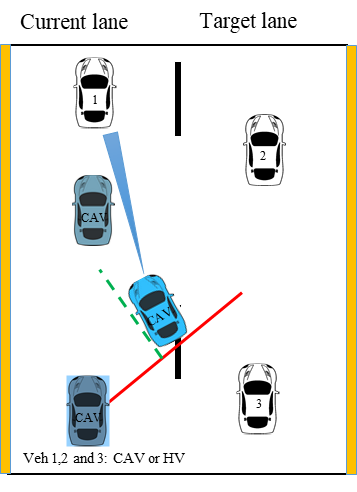 Current lane
Target lane
1
2
CAV
CAV
3
CAV
Veh 1,2 and 3: CAV or HV